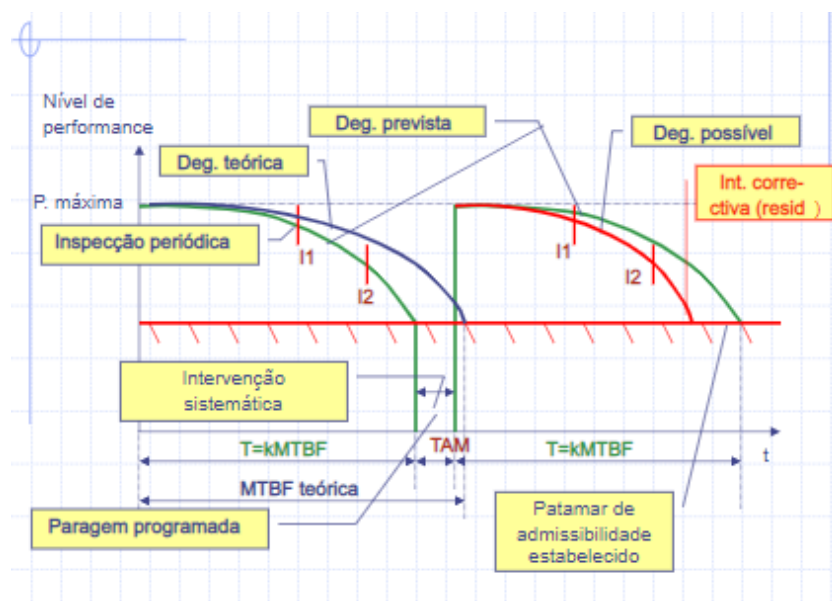 Nível de
performance
Deg. prevista
Deg. possível
Deg. teórica
P. máxima
Int. corre-
ctiva (resid )
Inspecção periódica
I1
I2
I1
I2
Intervenção
sistemática
T=kMTBF
TAM
T=kMTBF
t
MTBF teórica
Paragem programada
Patamar de
admissibilidade
estabelecido